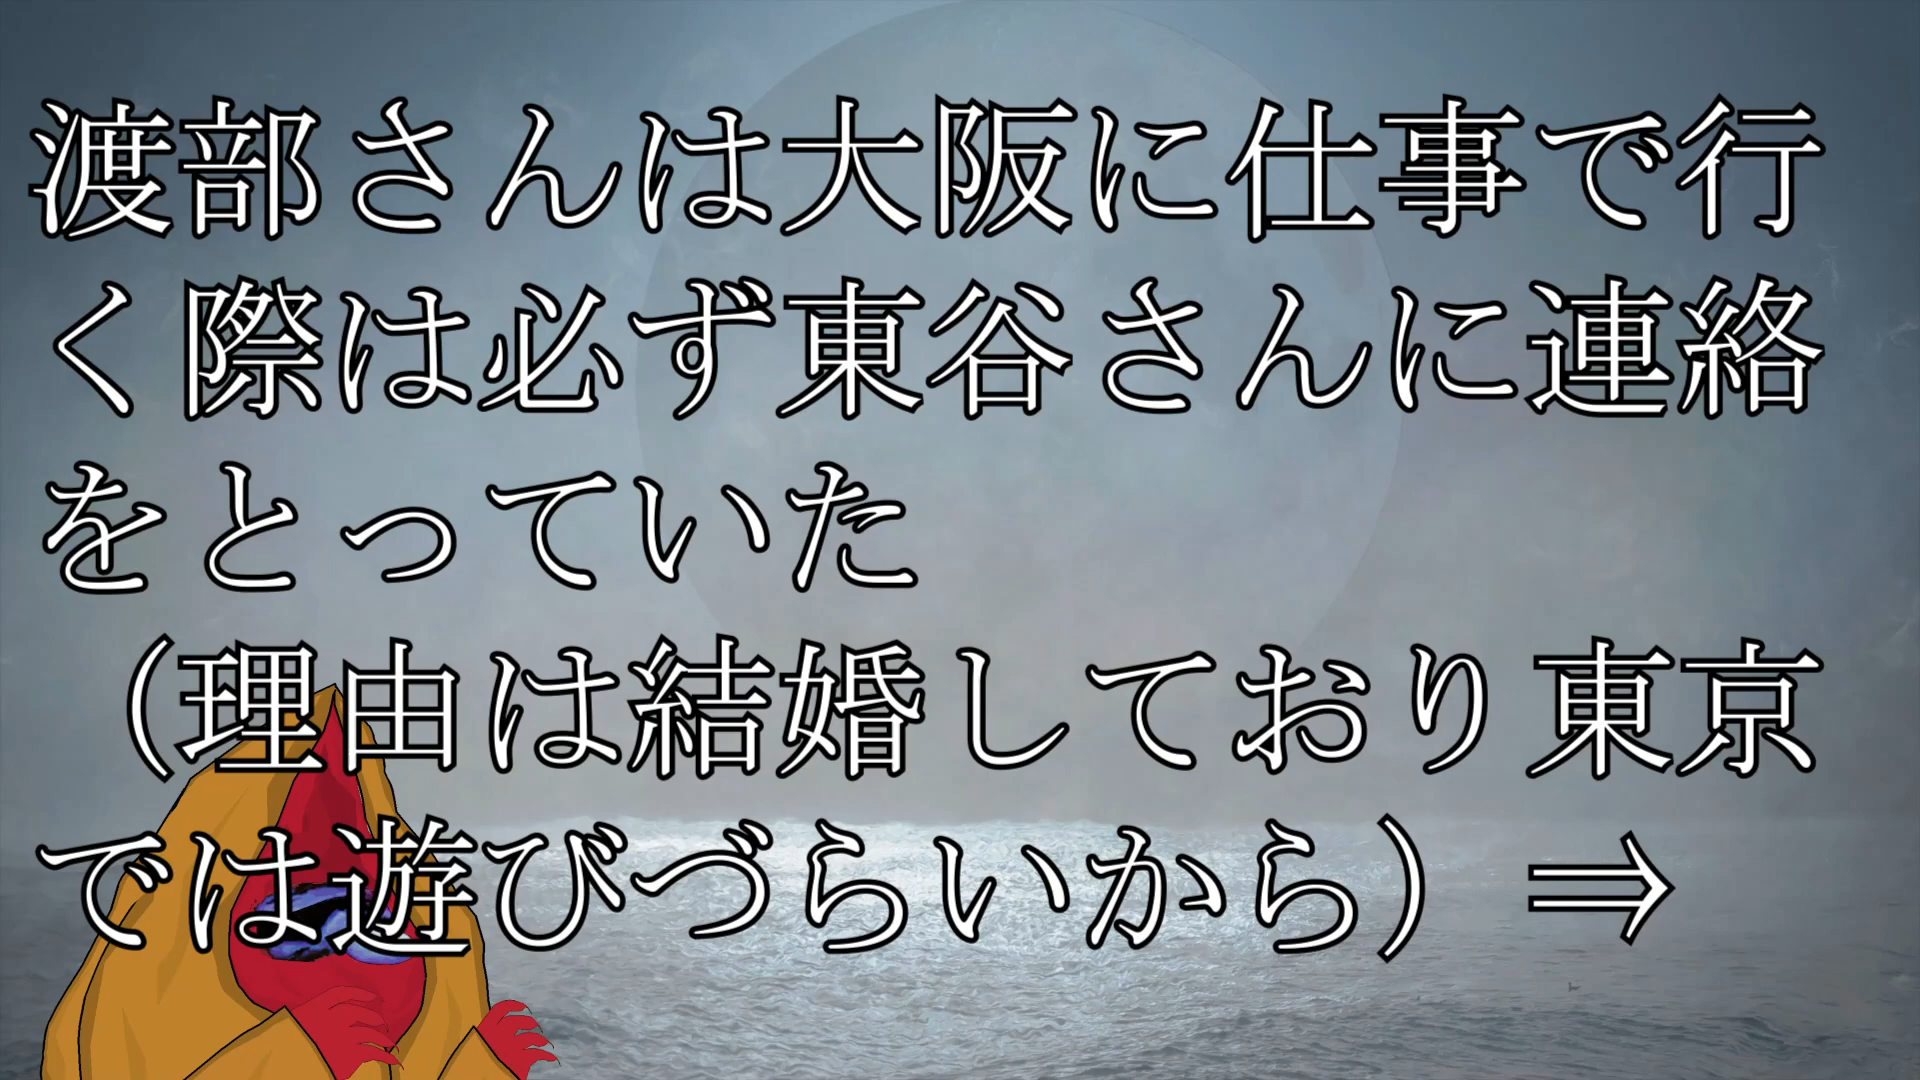 渡部さんは大阪に仕事で行
く際は必ず東谷さんに連絡
をとっていた
（理由は結婚しており東京
では遊びづらいから）⇒